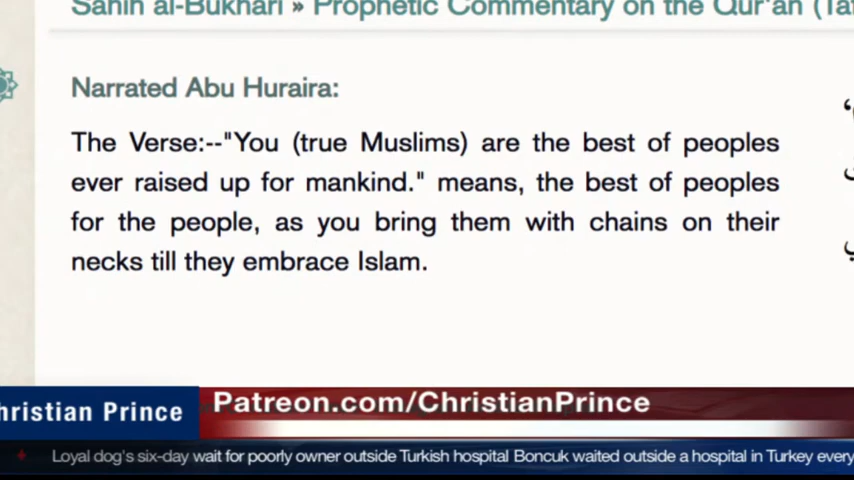 Sahih al-Bukhari » Prophetic Commentary on the Qur'an (Taf
Narrated Abu Huraira:
The Verse:--"You (true Muslims) are the best of peoples
ever raised up for mankind." means, the best of peoples
for the people, as you bring them with chains on their
necks till they embrace Islam.
hristian Prince
Patreon.com/ChristianPrince
Loyal dog's six-day wait for poorly owner outside Turkish hospital Boncuk waited outside a hospital in Turkey every